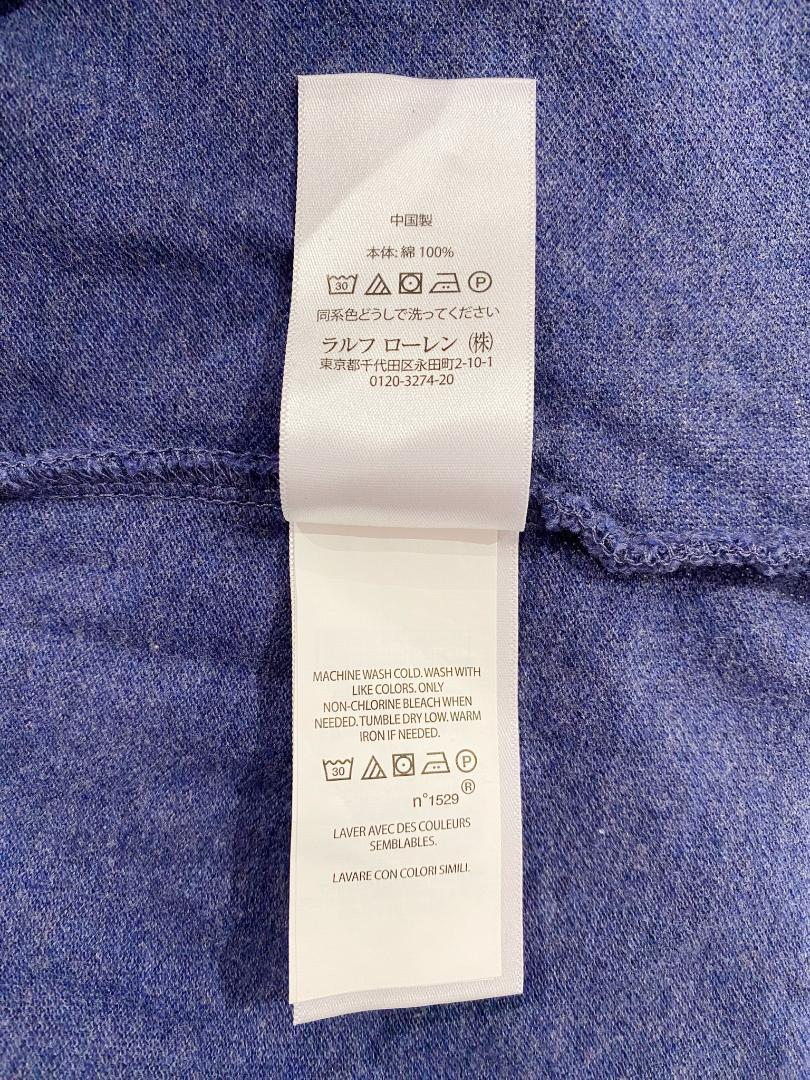 中国製
本体: 綿 100%
30 P
同系色どうしで洗ってください
ラルフ ローレン (株)
東京都千代田区永田町2-10-1
0120-3274-20
MACHINE WASH COLD. WASH WITH
LIKE COLORS. ONLY
NON-CHLORINE BLEACH WHEN
NEEDED. TUMBLE DRY LOW. WARM
IRON IF NEEDED.
30 P
n°1529 ®
LAVER AVEC DES COULEURS
SEMBLABLES.
LAVARE CON COLORI SIMILI.